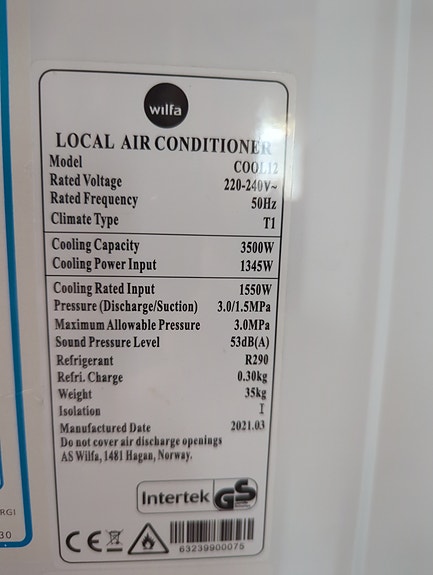 wilfa
LOCAL AIR CONDITIONER
Model COOL12
Rated Voltage 220-240V~
Rated Frequency 50Hz
Climate Type T1
Cooling Capacity 3500W
Cooling Power Input 1345W
Cooling Rated Input 1550W
Pressure (Discharge/Suction) 3.0/1.5MPa
Maximum Allowable Pressure 3.0MPa
Sound Pressure Level 53dB(A)
Refrigerant R290
Refri. Charge 0.30kg
Weight 35kg
Isolation I
Manufactured Date 2021.03
Do not cover air discharge openings
AS Wilfa, 1481 Hagan, Norway.
Intertek GS
CE
63239900075
RGI
30